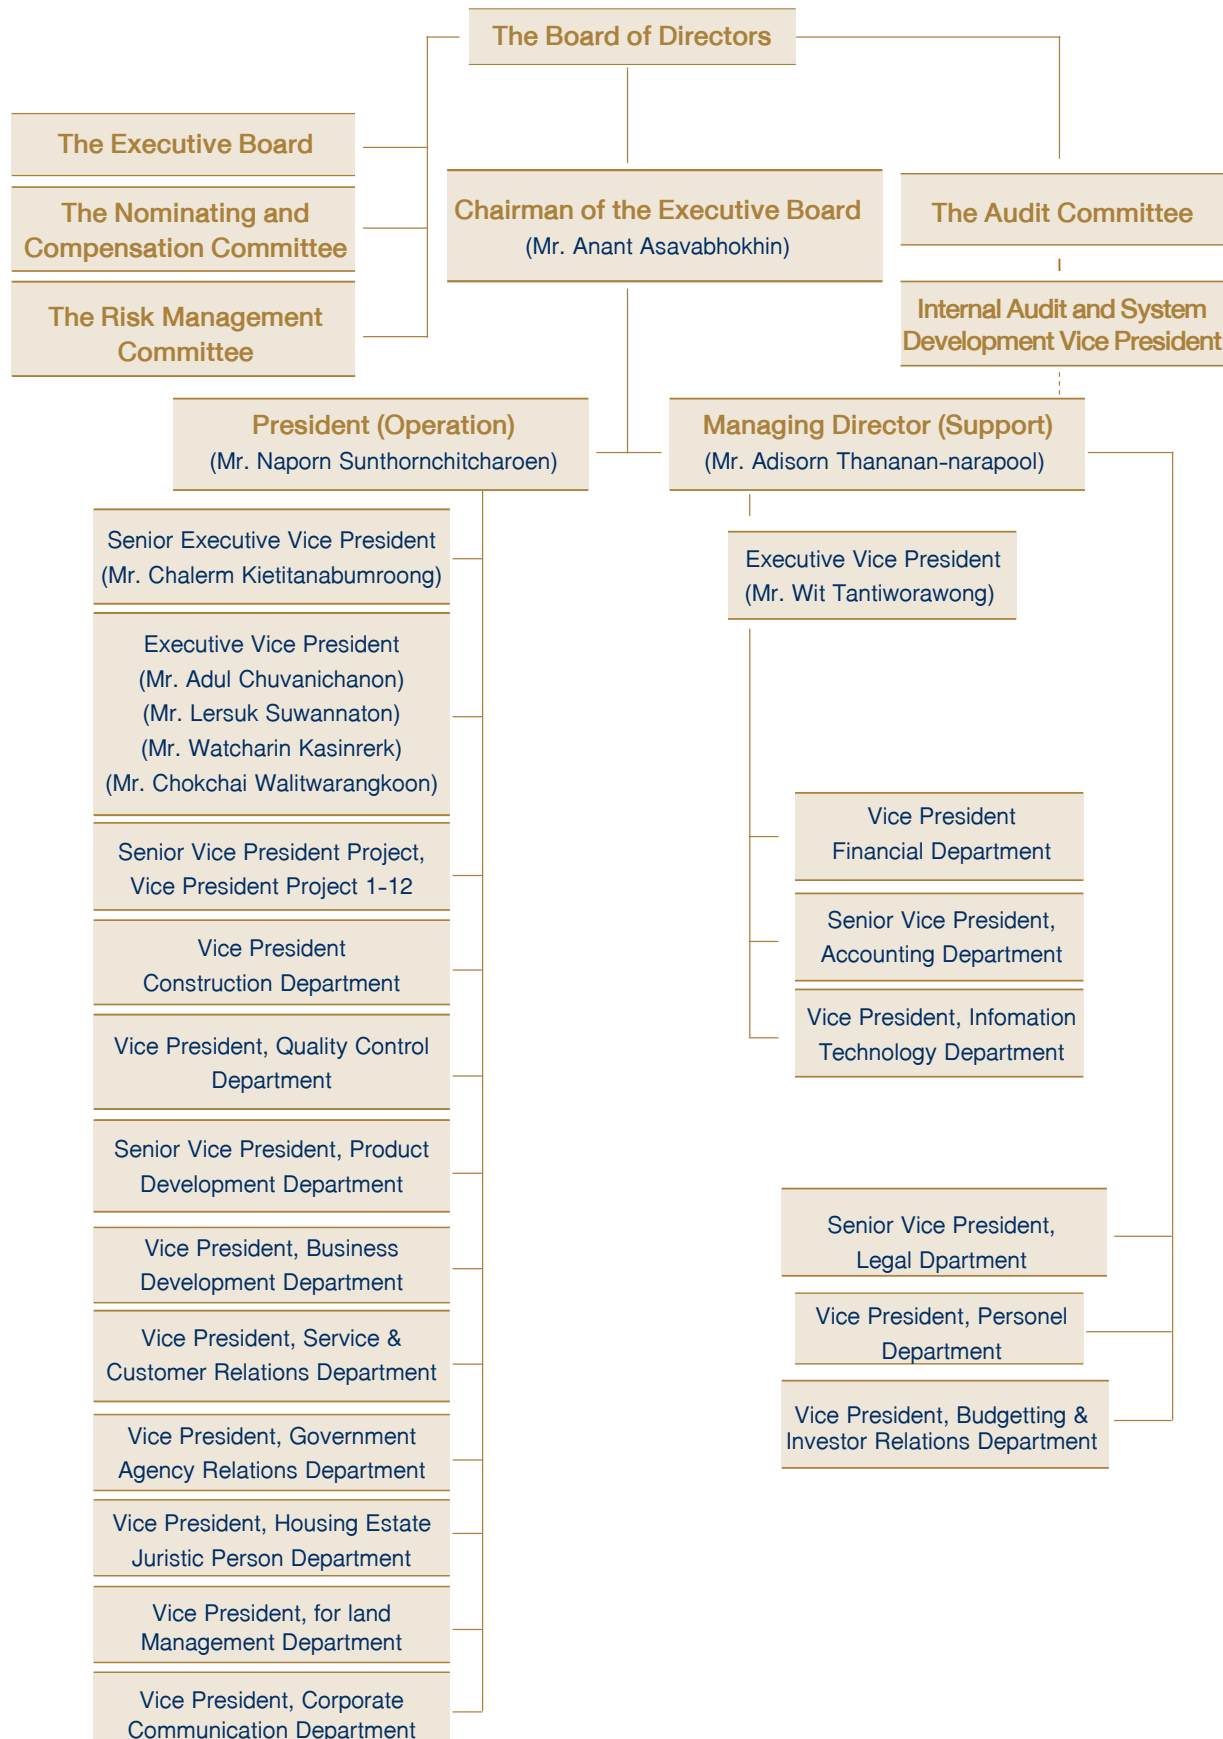 The Board of Directors
The Executive Board
The Nominating and
Compensation Committee
The Risk Management
Committee
Chairman of the Executive Board
(Mr. Anant Asavabhokhin)
The Audit Committee
Internal Audit and System
Development Vice President
President (Operation)
(Mr. Naporn Sunthornchitcharoen)
Managing Director (Support)
(Mr. Adisorn Thananan-narapool)
Senior Executive Vice President
(Mr. Chalerm Kietitanabumroong)
Executive Vice President
(Mr. Adul Chuvanichanon)
(Mr. Lersuk Suwannaton)
(Mr. Watcharin Kasinrerk)
(Mr. Chokchai Walitwarangkoon)
Senior Vice President Project,
Vice President Project 1-12
Vice President
Construction Department
Vice President, Quality Control
Department
Senior Vice President, Product
Development Department
Vice President, Business
Development Department
Vice President, Service &
Customer Relations Department
Vice President, Government
Agency Relations Department
Vice President, Housing Estate
Juristic Person Department
Vice President, for land
Management Department
Vice President, Corporate
Communication Department
Executive Vice President
(Mr. Wit Tantiworawong)
Vice President
Financial Department
Senior Vice President,
Accounting Department
Vice President, Infomation
Technology Department
Senior Vice President,
Legal Dpartment
Vice President, Personel
Department
Vice President, Budgetting &
Investor Relations Department